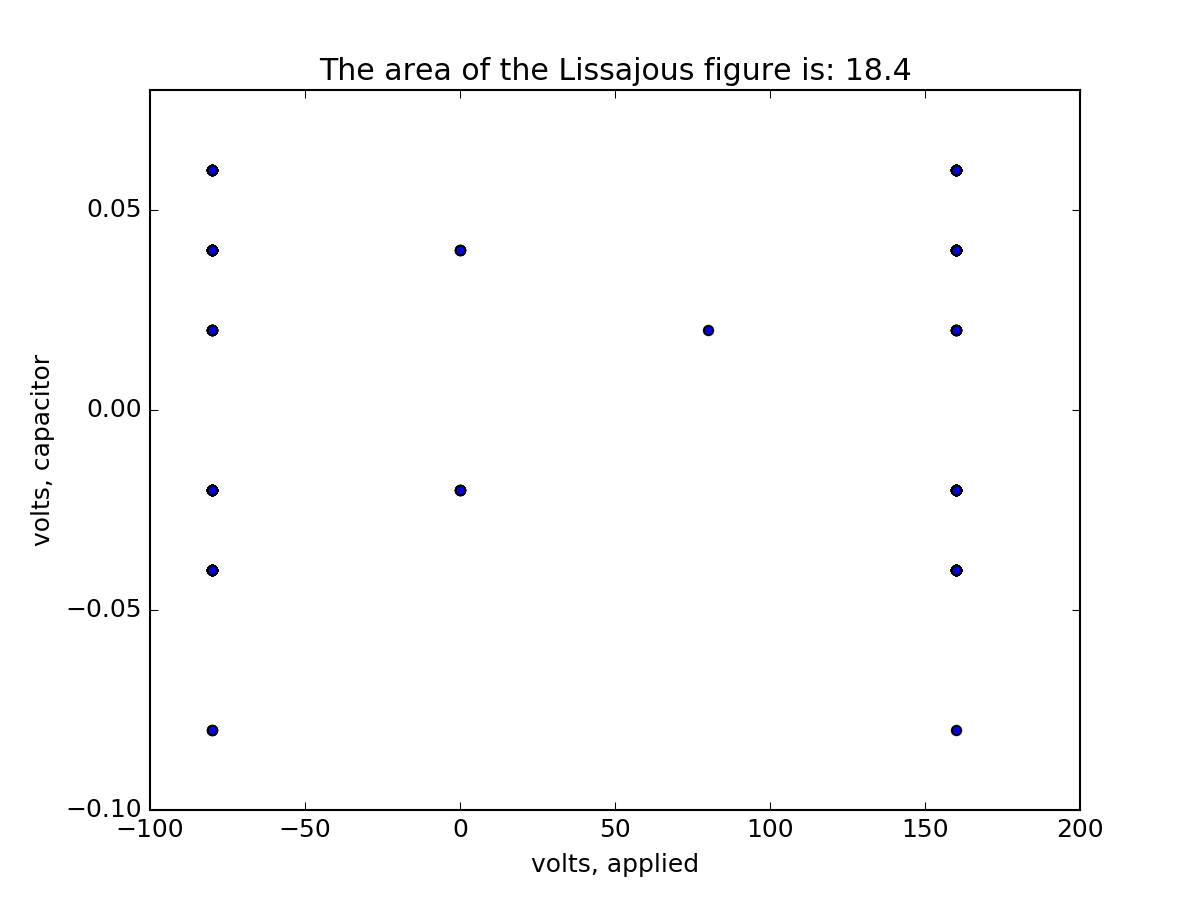 The area of the Lissajous figure is: 18.4
volts, capacitor
0.05
0.00
−0.05
−0.10
−100 −50 0 50 100 150 200
volts, applied